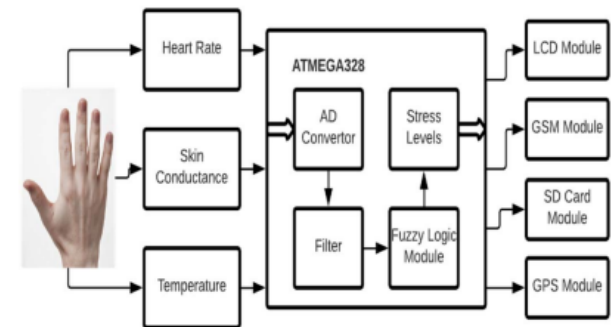 Heart Rate
Skin
Conductance
Temperature
ATMEGA328
AD
Convertor
Filter
Stress
Levels
Fuzzy Logic
Module
LCD Module
GSM Module
SD Card
Module
GPS Module